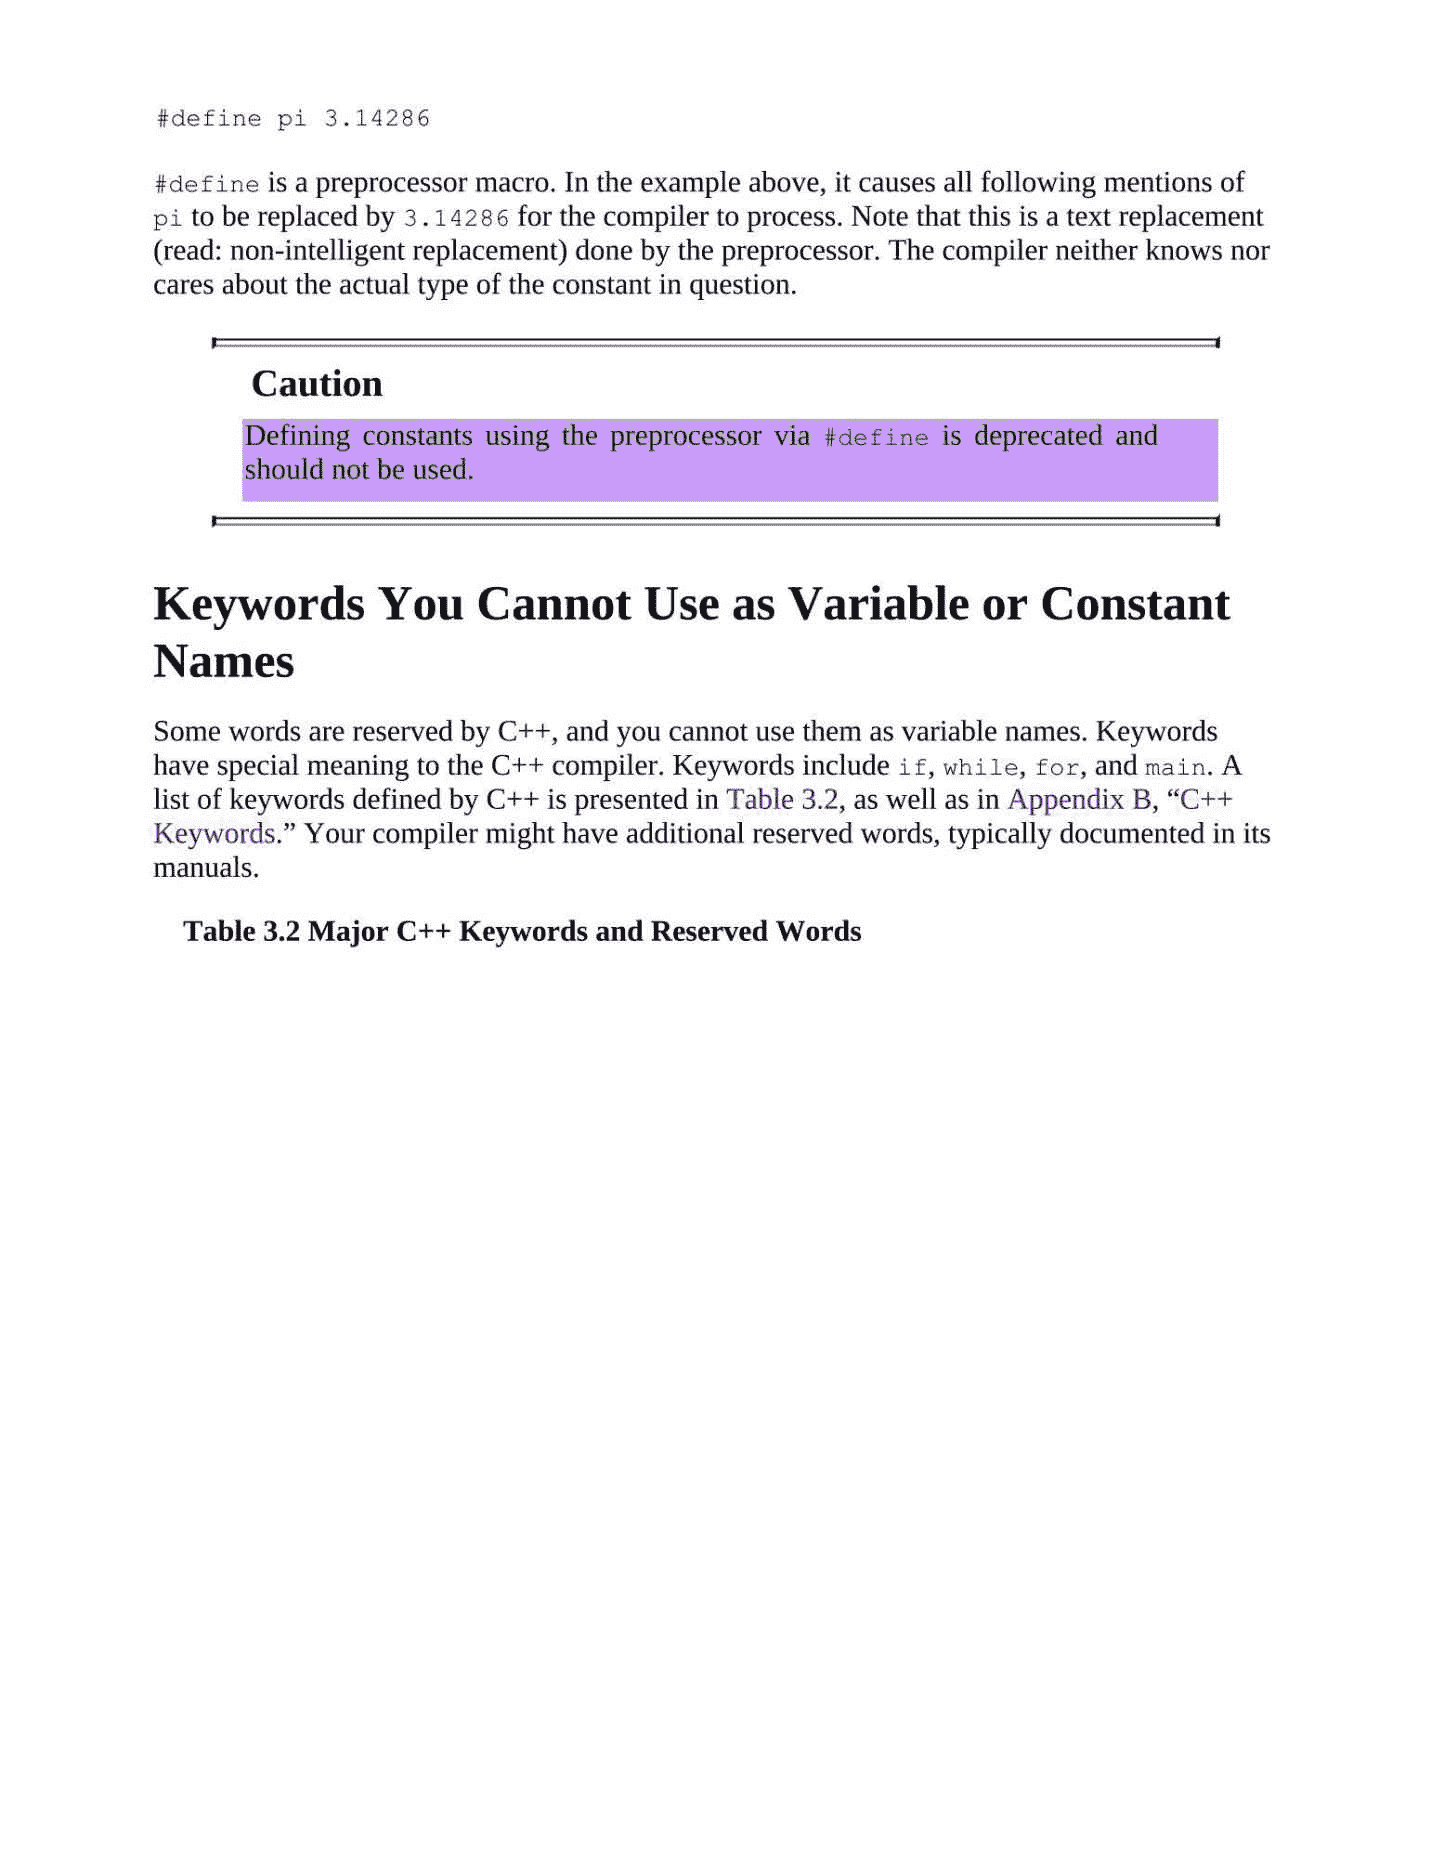 #define pi 3.14286
#define is a preprocessor macro. In the example above, it causes all following mentions of
pi to be replaced by 3.14286 for the compiler to process. Note that this is a text replacement
(read: non-intelligent replacement) done by the preprocessor. The compiler neither knows nor
cares about the actual type of the constant in question.
Caution
Defining constants using the preprocessor via #define is deprecated and
should not be used.
Keywords You Cannot Use as Variable or Constant
Names
Some words are reserved by C++, and you cannot use them as variable names. Keywords
have special meaning to the C++ compiler. Keywords include if, while, for, and main. A
list of keywords defined by C++ is presented in Table 3.2, as well as in Appendix B, “C++
Keywords.” Your compiler might have additional reserved words, typically documented in its
manuals.
Table 3.2 Major C++ Keywords and Reserved Words